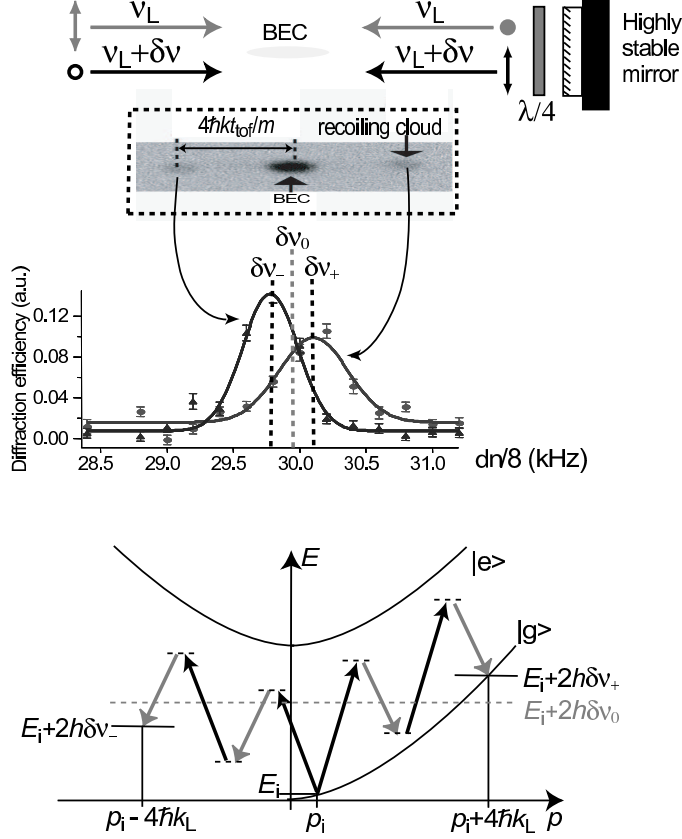 ν_L
ν_L
BEC
ν_L+δν
ν_L+δν
Highly
stable
mirror
λ/4
4ħkt_tof/m
recoiling cloud
BEC
δν_0
δν_-
δν_+
Diffraction efficiency (a.u.)
0.12
0.08
0.04
0.00
28.5
29.0
29.5
30.0
30.5
31.0
dn/8 (kHz)
E
|e>
|g>
E_i+2hδν_+
E_i+2hδν_0
E_i+2hδν_-
E_i
p_i - 4ħk_L
p_i
p_i+4ħk_L
p